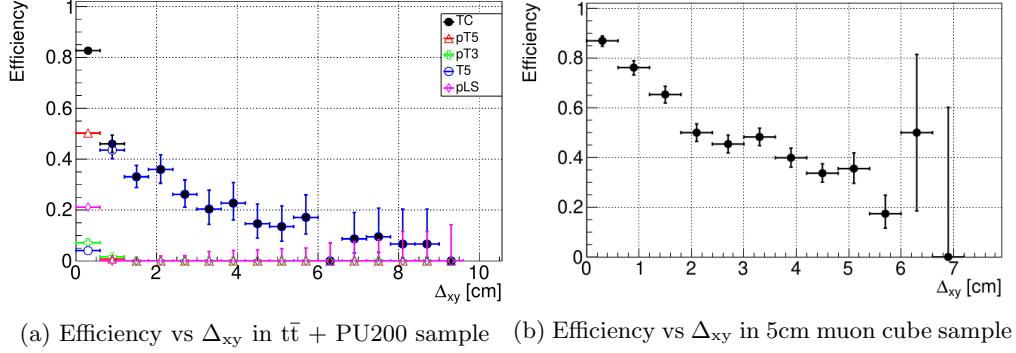 Efficiency
1
0.8
0.6
0.4
0.2
0
0 2 4 6 8 10
Δxy [cm]
TC
pT5
pT3
T5
pLS
(a) Efficiency vs Δxy in tt̄ + PU200 sample
Efficiency
1
0.8
0.6
0.4
0.2
0
0 1 2 3 4 5 6 7
Δxy [cm]
(b) Efficiency vs Δxy in 5cm muon cube sample